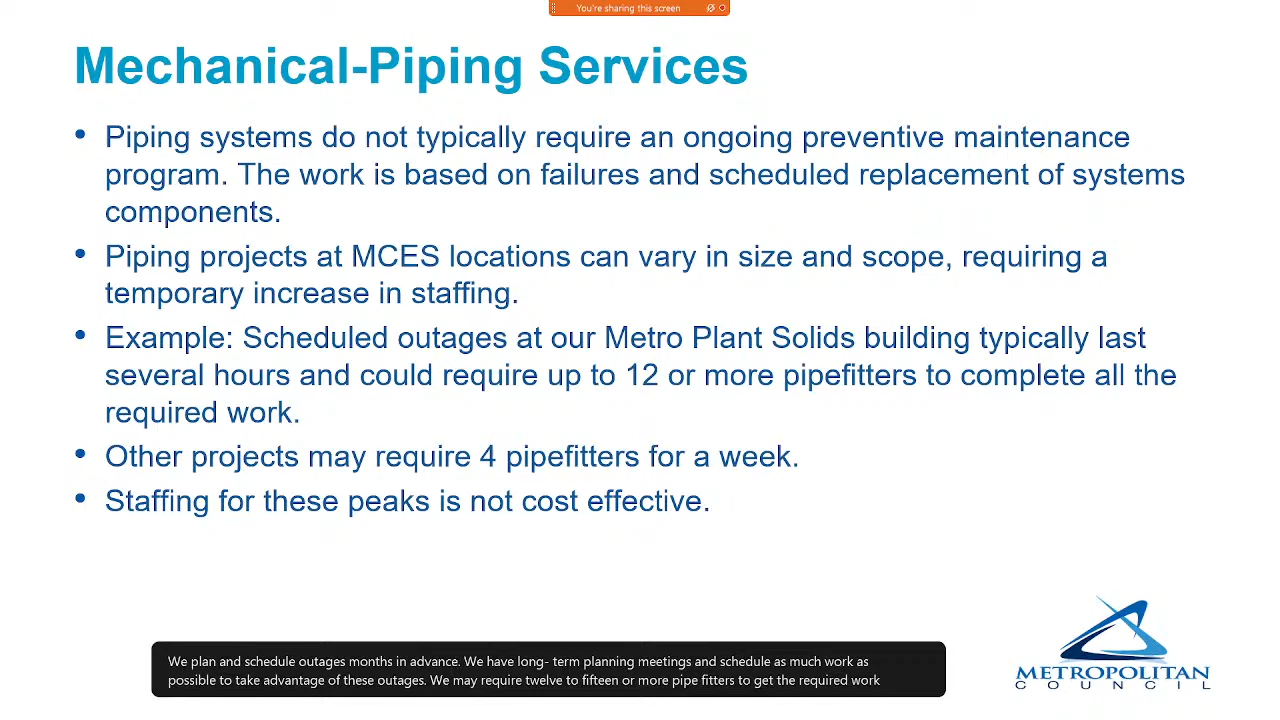 You're sharing this screen
Mechanical-Piping Services
• Piping systems do not typically require an ongoing preventive maintenance
program. The work is based on failures and scheduled replacement of systems
components.
• Piping projects at MCES locations can vary in size and scope, requiring a
temporary increase in staffing.
• Example: Scheduled outages at our Metro Plant Solids building typically last
several hours and could require up to 12 or more pipefitters to complete all the
required work.
• Other projects may require 4 pipefitters for a week.
• Staffing for these peaks is not cost effective.
We plan and schedule outages months in advance. We have long- term planning meetings and schedule as much work as
possible to take advantage of these outages. We may require twelve to fifteen or more pipe fitters to get the required work
METROPOLITAN
COUNCIL